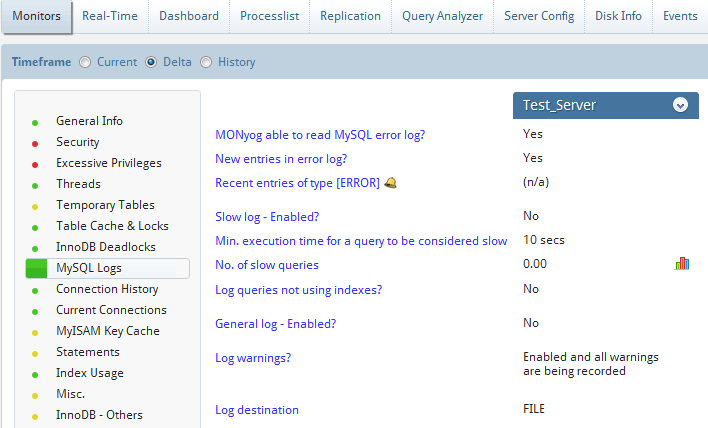 Monitors Real-Time Dashboard Processlist Replication Query Analyzer Server Config Disk Info Events
Timeframe Current Delta History
General Info
Security
Excessive Privileges
Threads
Temporary Tables
Table Cache & Locks
InnoDB Deadlocks
MySQL Logs
Connection History
Current Connections
MyISAM Key Cache
Statements
Index Usage
Misc.
InnoDB - Others
Test_Server
MONyog able to read MySQL error log? Yes
New entries in error log? Yes
Recent entries of type [ERROR] (n/a)
Slow log - Enabled? No
Min. execution time for a query to be considered slow 10 secs
No. of slow queries 0.00
Log queries not using indexes? No
General log - Enabled? No
Log warnings? Enabled and all warnings
are being recorded
Log destination FILE